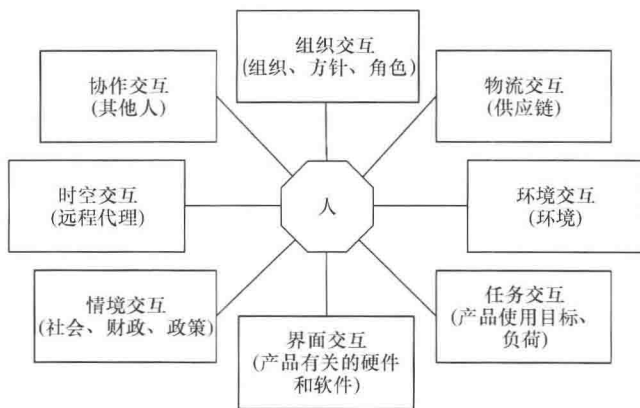 组织交互
(组织、方针、角色)
协作交互
(其他人)
物流交互
(供应链)
时空交互
(远程代理)
人
环境交互
(环境)
情境交互
(社会、财政、政策)
界面交互
(产品有关的硬件
和软件)
任务交互
(产品使用目标、
负荷)